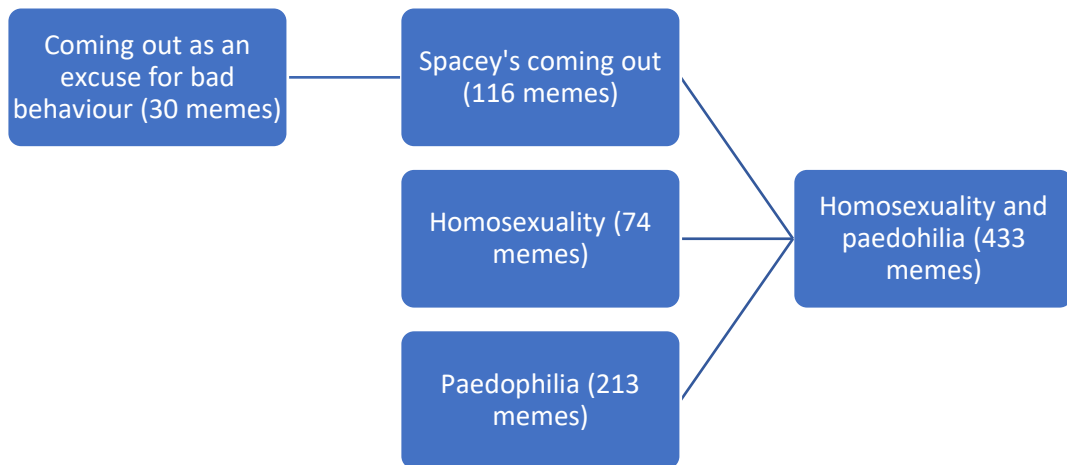 Coming out as an
excuse for bad
behaviour (30 memes)
Spacey's coming out
(116 memes)
Homosexuality (74
memes)
Paedophilia (213
memes)
Homosexuality and
paedohilia (433
memes)